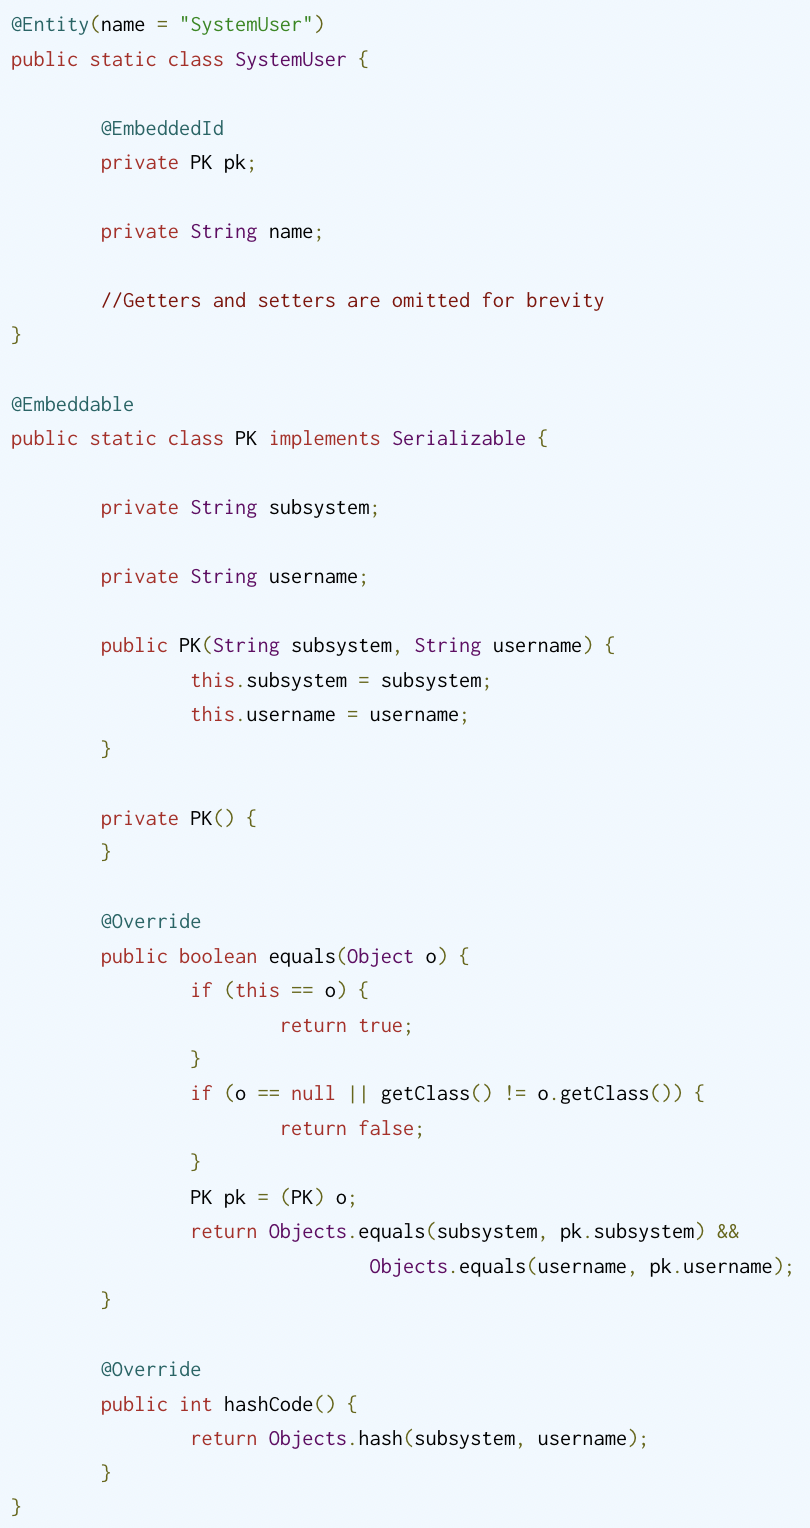 @Entity(name = "SystemUser")
public static class SystemUser {
@EmbeddedId
private PK pk;
private String name;
//Getters and setters are omitted for brevity
}
@Embeddable
public static class PK implements Serializable {
private String subsystem;
private String username;
public PK(String subsystem, String username) {
this.subsystem = subsystem;
this.username = username;
}
private PK() {
}
@Override
public boolean equals(Object o) {
if (this == o) {
return true;
}
if (o == null || getClass() != o.getClass()) {
return false;
}
PK pk = (PK) o;
return Objects.equals(subsystem, pk.subsystem) &&
Objects.equals(username, pk.username);
}
@Override
public int hashCode() {
return Objects.hash(subsystem, username);
}
}